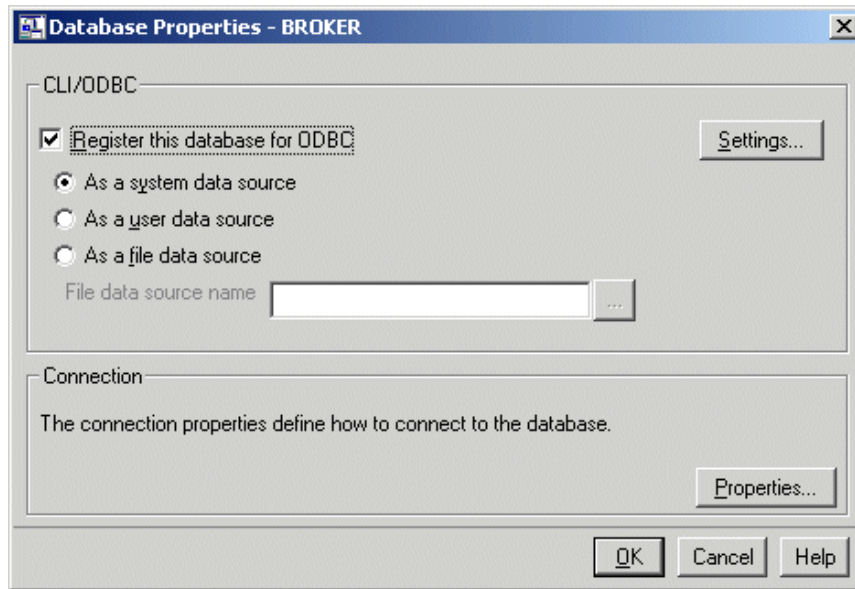 Database Properties - BROKER
CLI/ODBC
Register this database for ODBC
Settings...
As a system data source
As a user data source
As a file data source
File data source name
...
Connection
The connection properties define how to connect to the database.
Properties...
OK
Cancel
Help